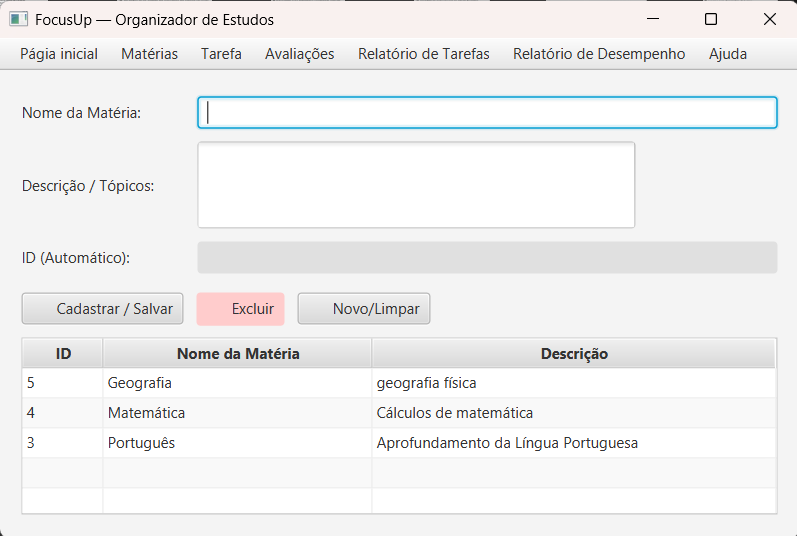 FocusUp — Organizador de Estudos
Págia inicial Matérias Tarefa Avaliações Relatório de Tarefas Relatório de Desempenho Ajuda
Nome da Matéria:
Descrição / Tópicos:
ID (Automático):
Cadastrar / Salvar Excluir Novo/Limpar
ID Nome da Matéria Descrição
5 Geografia geografia física
4 Matemática Cálculos de matemática
3 Português Aprofundamento da Língua Portuguesa